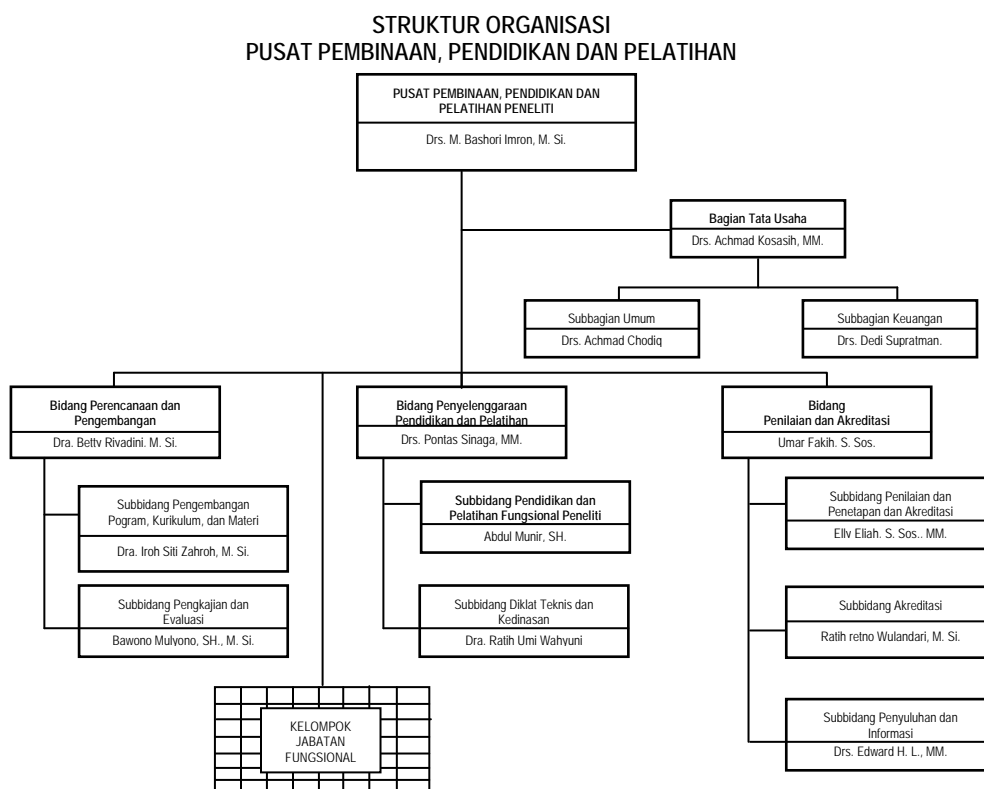 STRUKTUR ORGANISASI
PUSAT PEMBINAAN, PENDIDIKAN DAN PELATIHAN
PUSAT PEMBINAAN, PENDIDIKAN DAN
PELATIHAN PENELITI
Drs. M. Bashori Imron, M. Si.
Bagian Tata Usaha
Drs. Achmad Kosasih, MM.
Subbagian Umum
Drs. Achmad Chodiq
Subbagian Keuangan
Drs. Dedi Supratman.
Bidang Perencanaan dan
Pengembangan
Dra. Betty Riyadini. M. Si.
Bidang Penyelenggaraan
Pendidikan dan Pelatihan
Drs. Pontas Sinaga, MM.
Bidang
Penilaian dan Akreditasi
Umar Fakih. S. Sos.
Subbidang Pengembangan
Pogram, Kurikulum, dan Materi
Dra. Iroh Siti Zahroh, M. Si.
Subbidang Pendidikan dan
Pelatihan Fungsional Peneliti
Abdul Munir, SH.
Subbidang Penilaian dan
Penetapan dan Akreditasi
Elly Eliah. S. Sos.. MM.
Subbidang Pengkajian dan
Evaluasi
Bawono Mulyono, SH., M. Si.
Subbidang Diklat Teknis dan
Kedinasan
Dra. Ratih Umi Wahyuni
Subbidang Akreditasi
Ratih retno Wulandari, M. Si.
Subbidang Penyuluhan dan
Informasi
Drs. Edward H. L., MM.
KELOMPOK
JABATAN
FUNGSIONAL